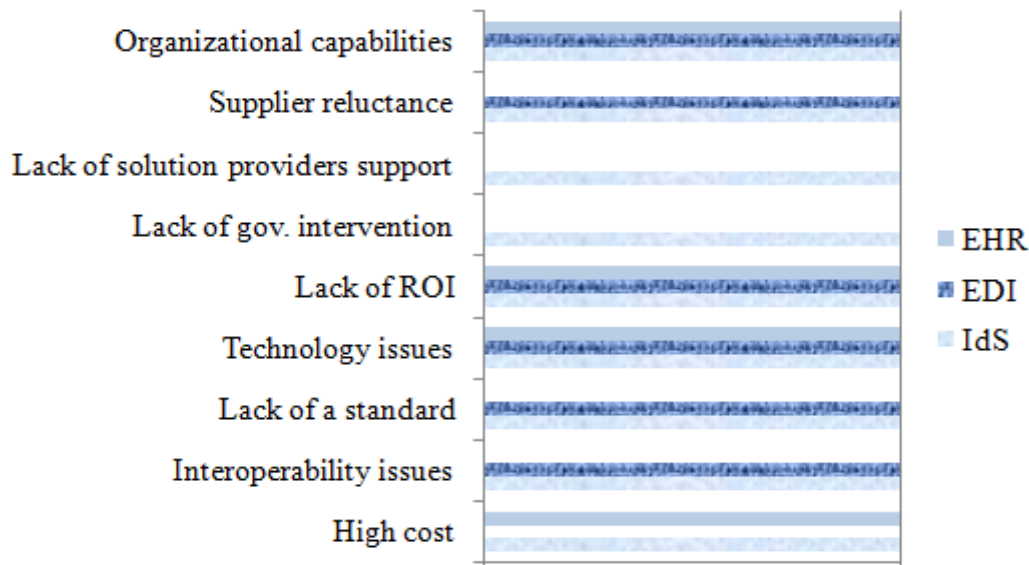 Organizational capabilities
Supplier reluctance
Lack of solution providers support
Lack of gov. intervention
Lack of ROI
Technology issues
Lack of a standard
Interoperability issues
High cost
EHR
EDI
IdS